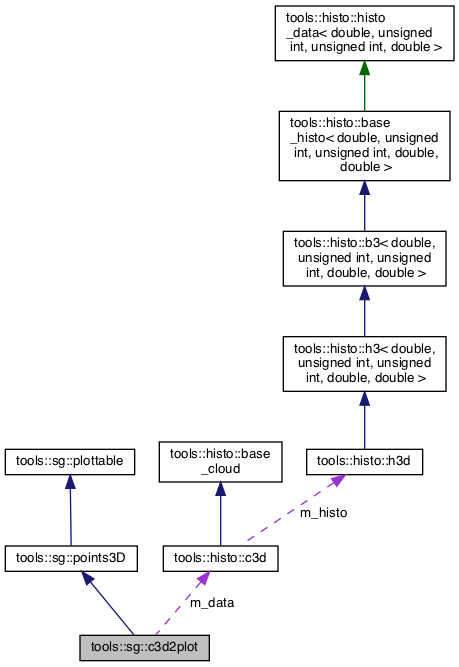 tools::histo::histo
_data< double, unsigned
int, unsigned int, double >
tools::histo::base
_histo< double, unsigned
int, unsigned int, double,
double >
tools::histo::b3< double,
unsigned int, unsigned
int, double, double >
tools::histo::h3< double,
unsigned int, unsigned
int, double, double >
tools::sg::plottable
tools::histo::base
_cloud
tools::histo::h3d
m_histo
tools::sg::points3D
tools::histo::c3d
m_data
tools::sg::c3d2plot